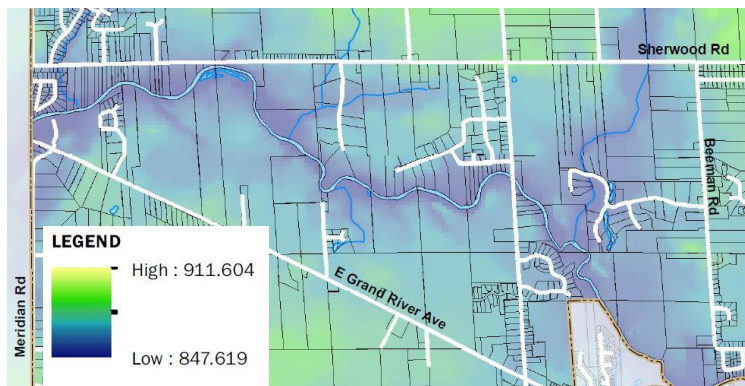 Sherwood Rd
Beeman Rd
Meridian Rd
E Grand River Ave
LEGEND
High : 911.604
Low : 847.619